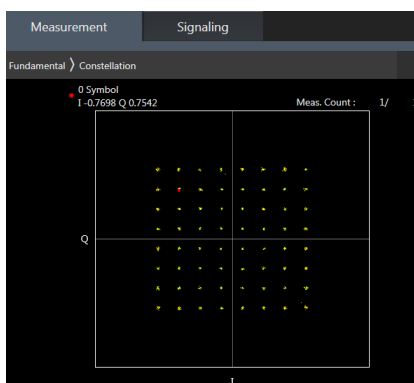 Measurement Signaling
Fundamental 〉 Constellation
0 Symbol
I -0.7698 Q 0.7542 Meas. Count : 1/
Q